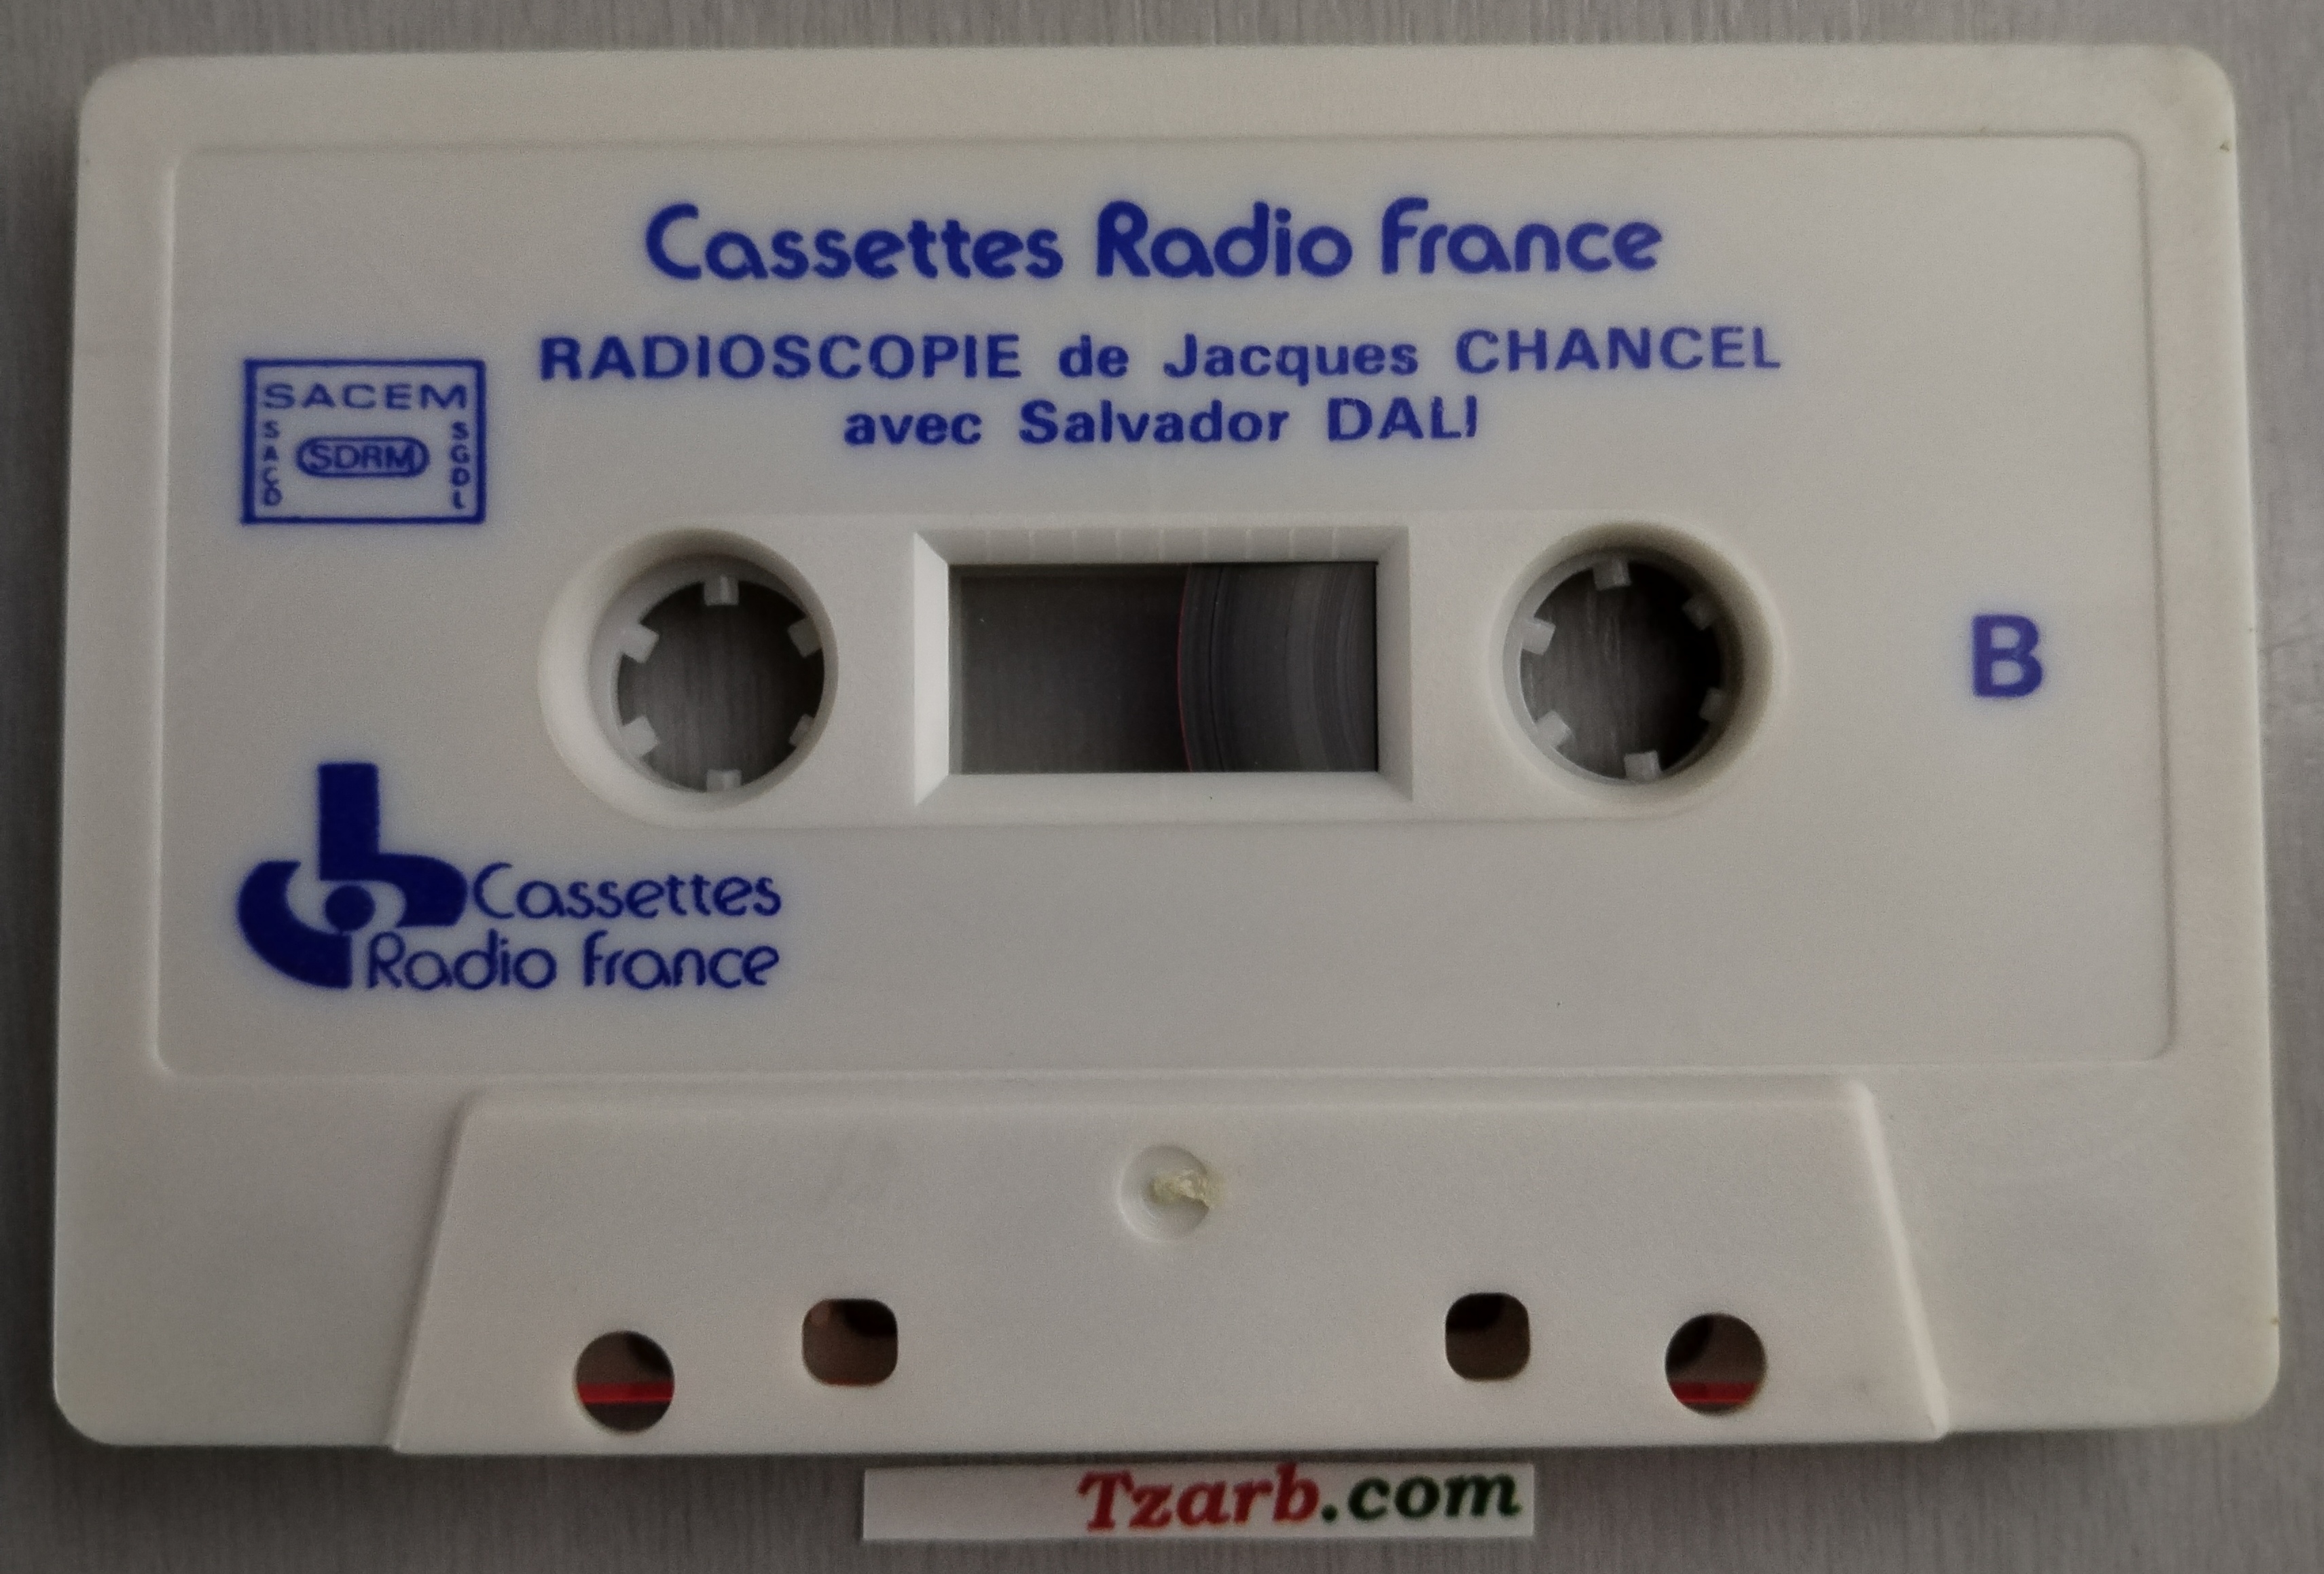 Cassettes Radio france
RADIOSCOPIE de Jacques CHANCEL
avec Salvador DALI
SACEM
SACD
SDRM
SGDL
B
Cassettes
Radio france
Tzarb.com